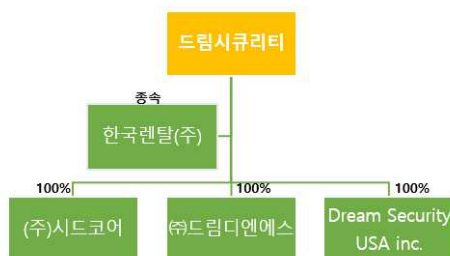 드림시큐리티
종속
한국렌탈(주)
100%
100%
100%
(주)시드코어
㈜드림디엔에스
Dream Security
USA inc.